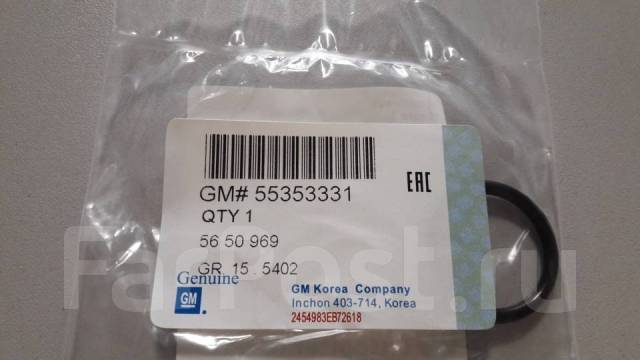 GM# 55353331
EAC
QTY 1
56 50 969
GR. 15 . 5402
Genuine
GM
GM Korea Company
Inchon 403-714, Korea
2454983EB72618
FarPost.ru